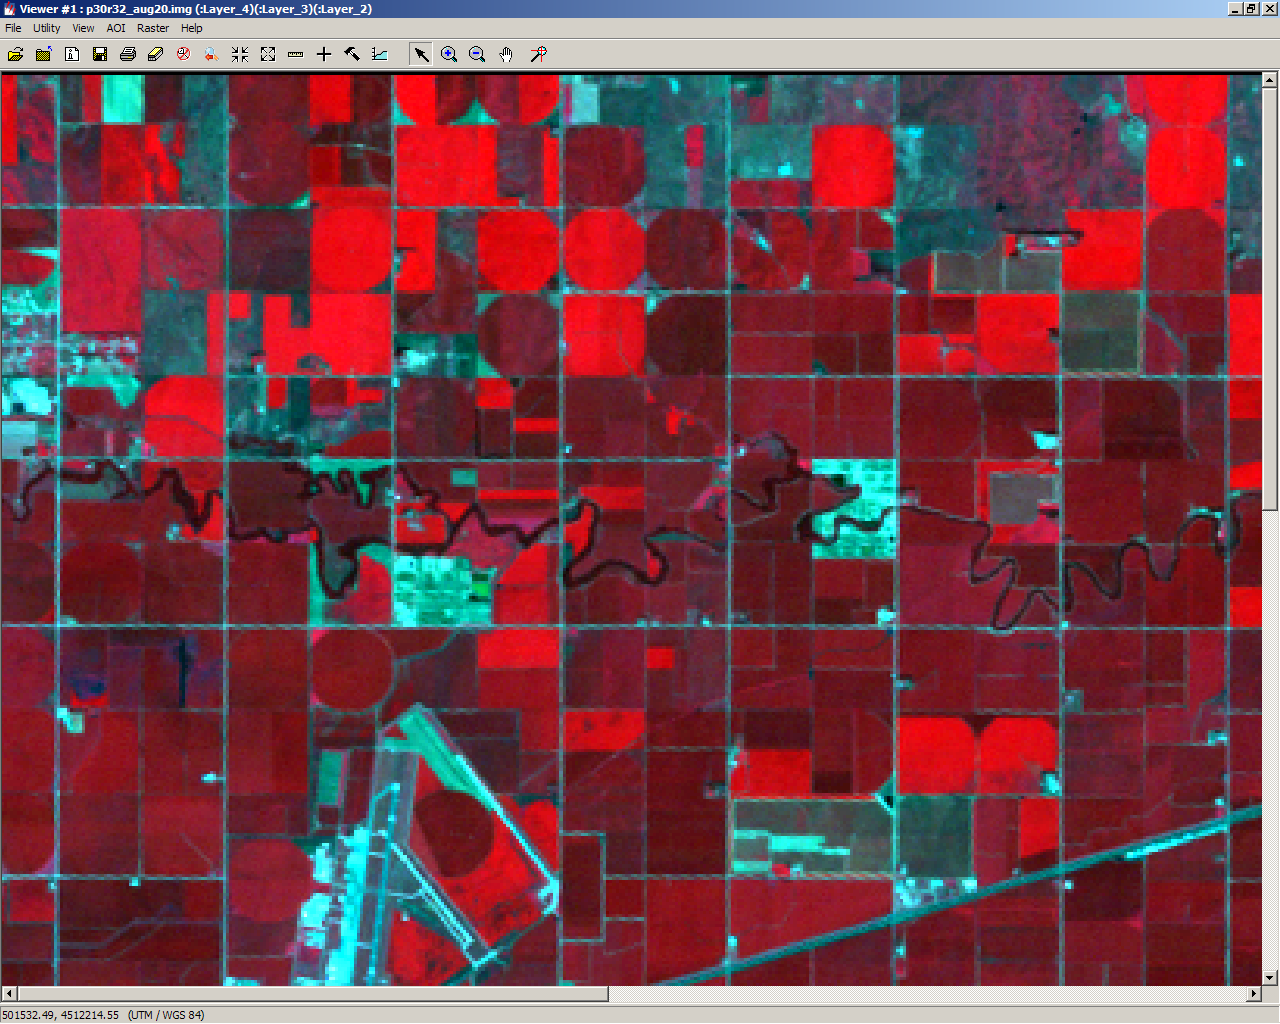 Viewer #1 : p30r32_aug20.img (:Layer_4)(:Layer_3)(:Layer_2)
File Utility View AOI Raster Help
501532.49, 4512214.55 (UTM / WGS 84)